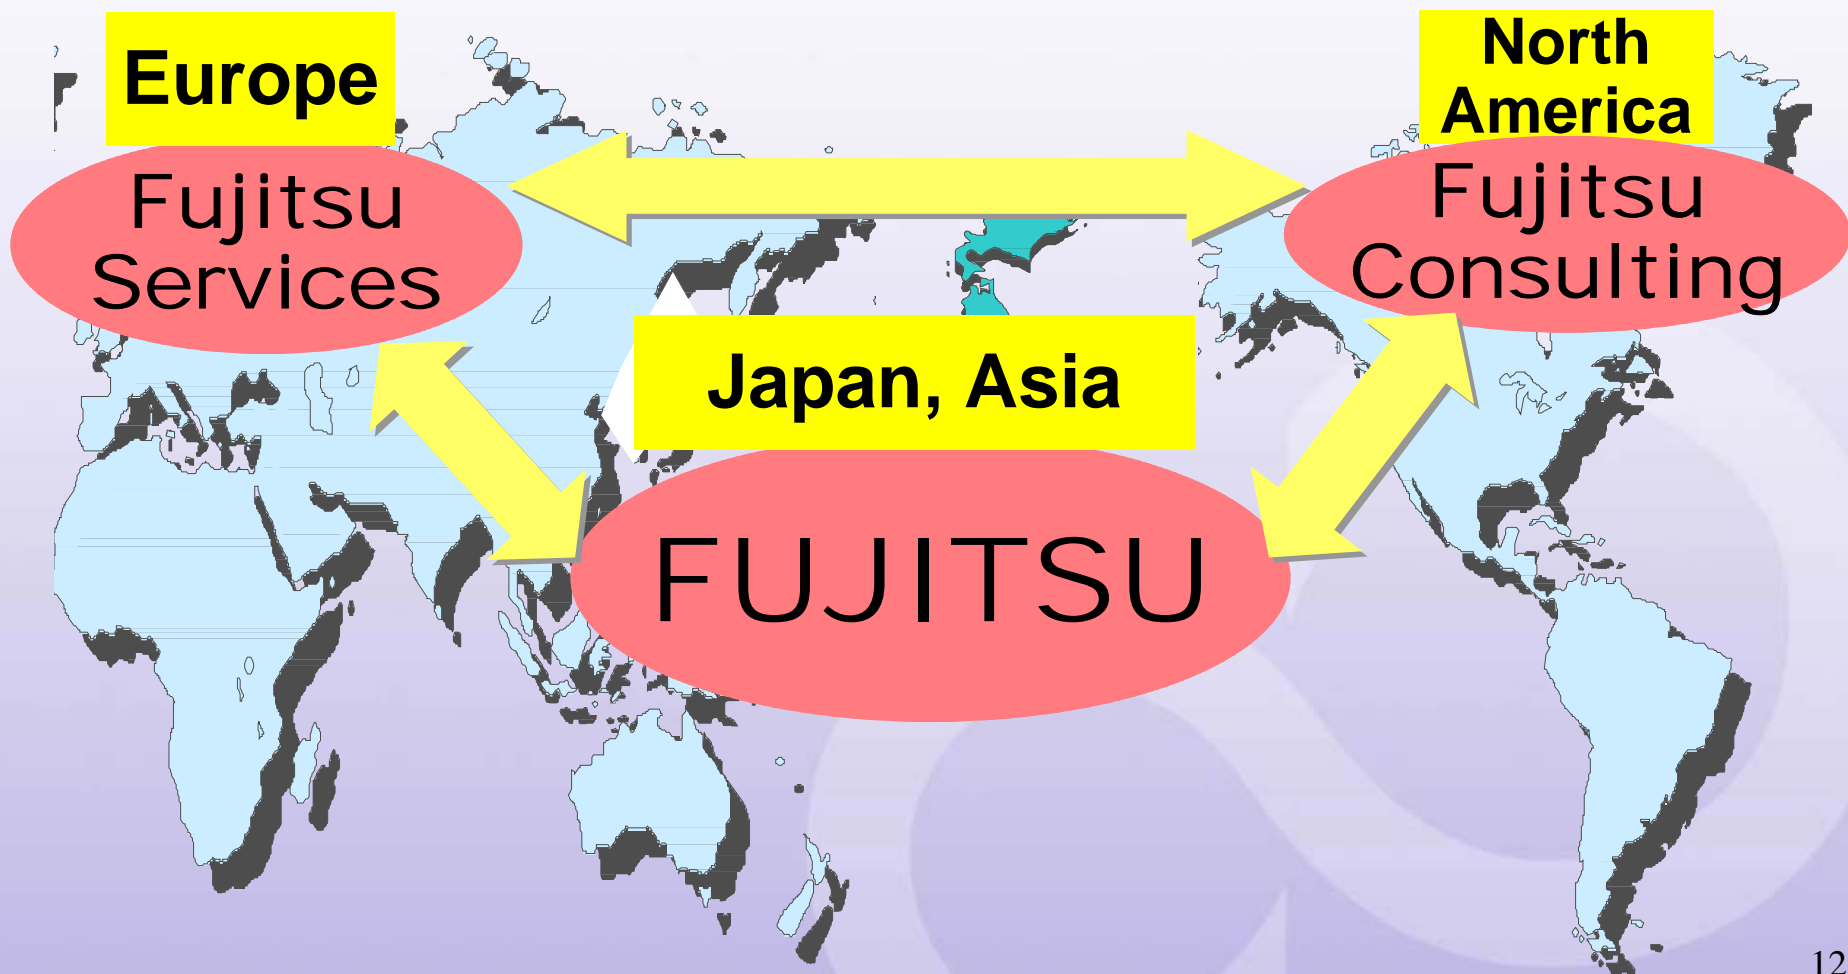 Europe
Fujitsu
Services
North
America
Fujitsu
Consulting
Japan, Asia
FUJITSU
12